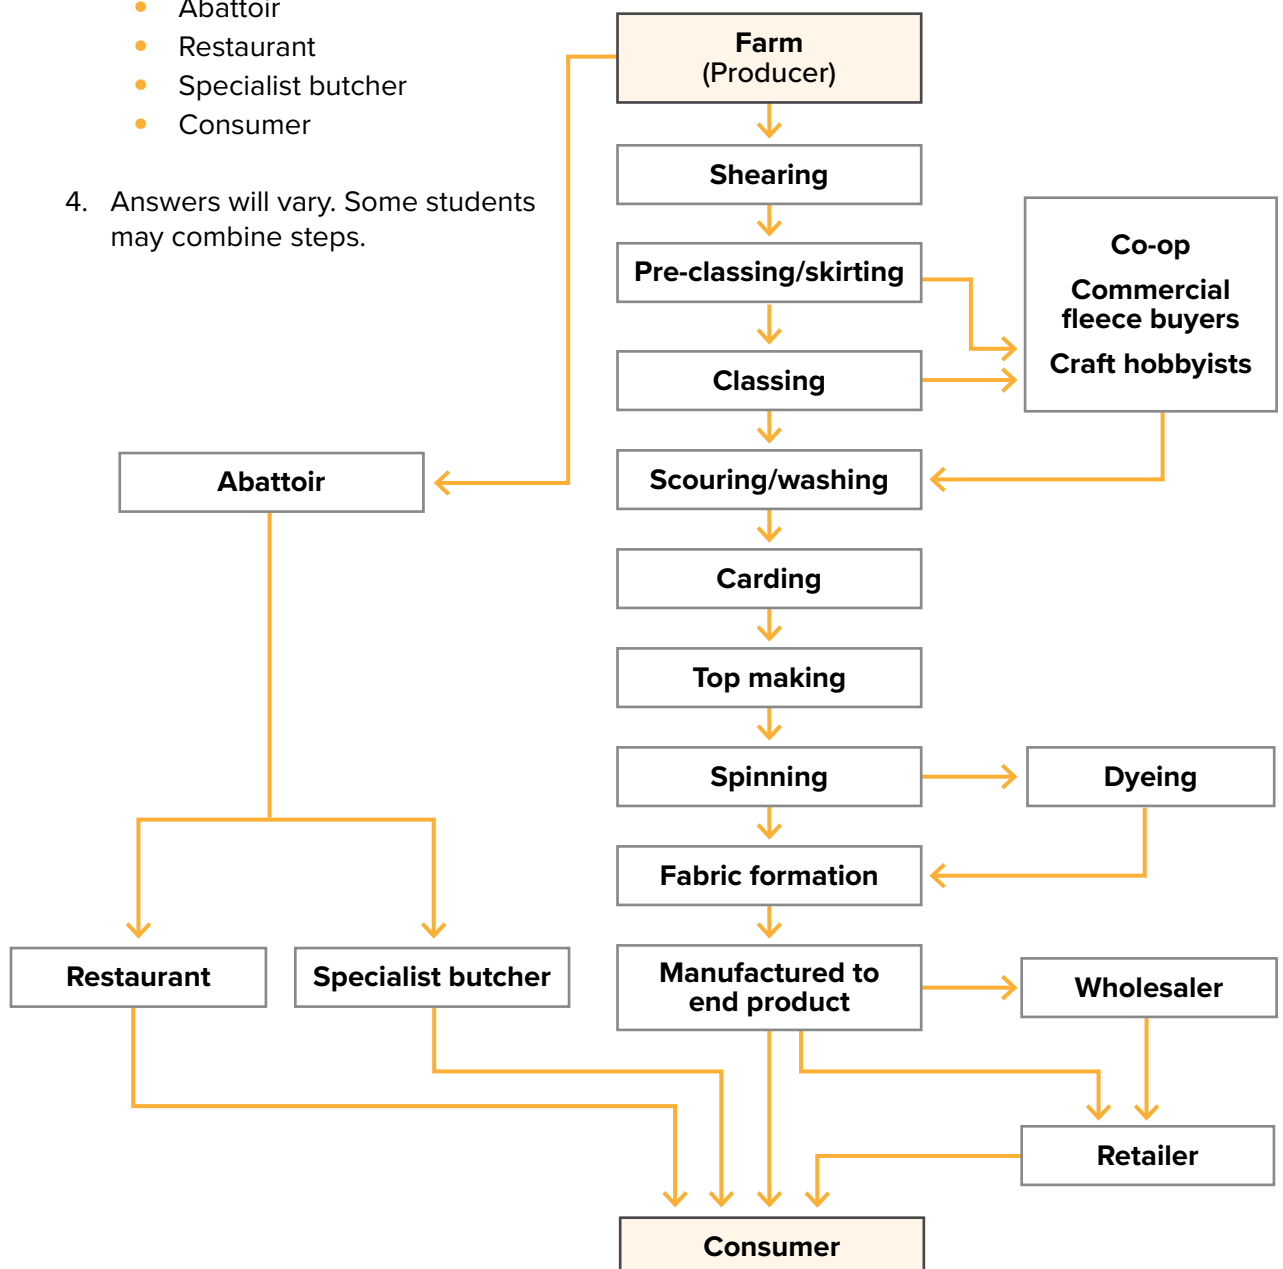 Abattoir
Restaurant
Specialist butcher
Consumer
4. Answers will vary. Some students
may combine steps.
Farm
(Producer)
Shearing
Pre-classing/skirting
Co-op
Commercial
fleece buyers
Craft hobbyists
Classing
Abattoir
Scouring/washing
Carding
Top making
Spinning
Dyeing
Fabric formation
Restaurant
Specialist butcher
Manufactured to
end product
Wholesaler
Retailer
Consumer